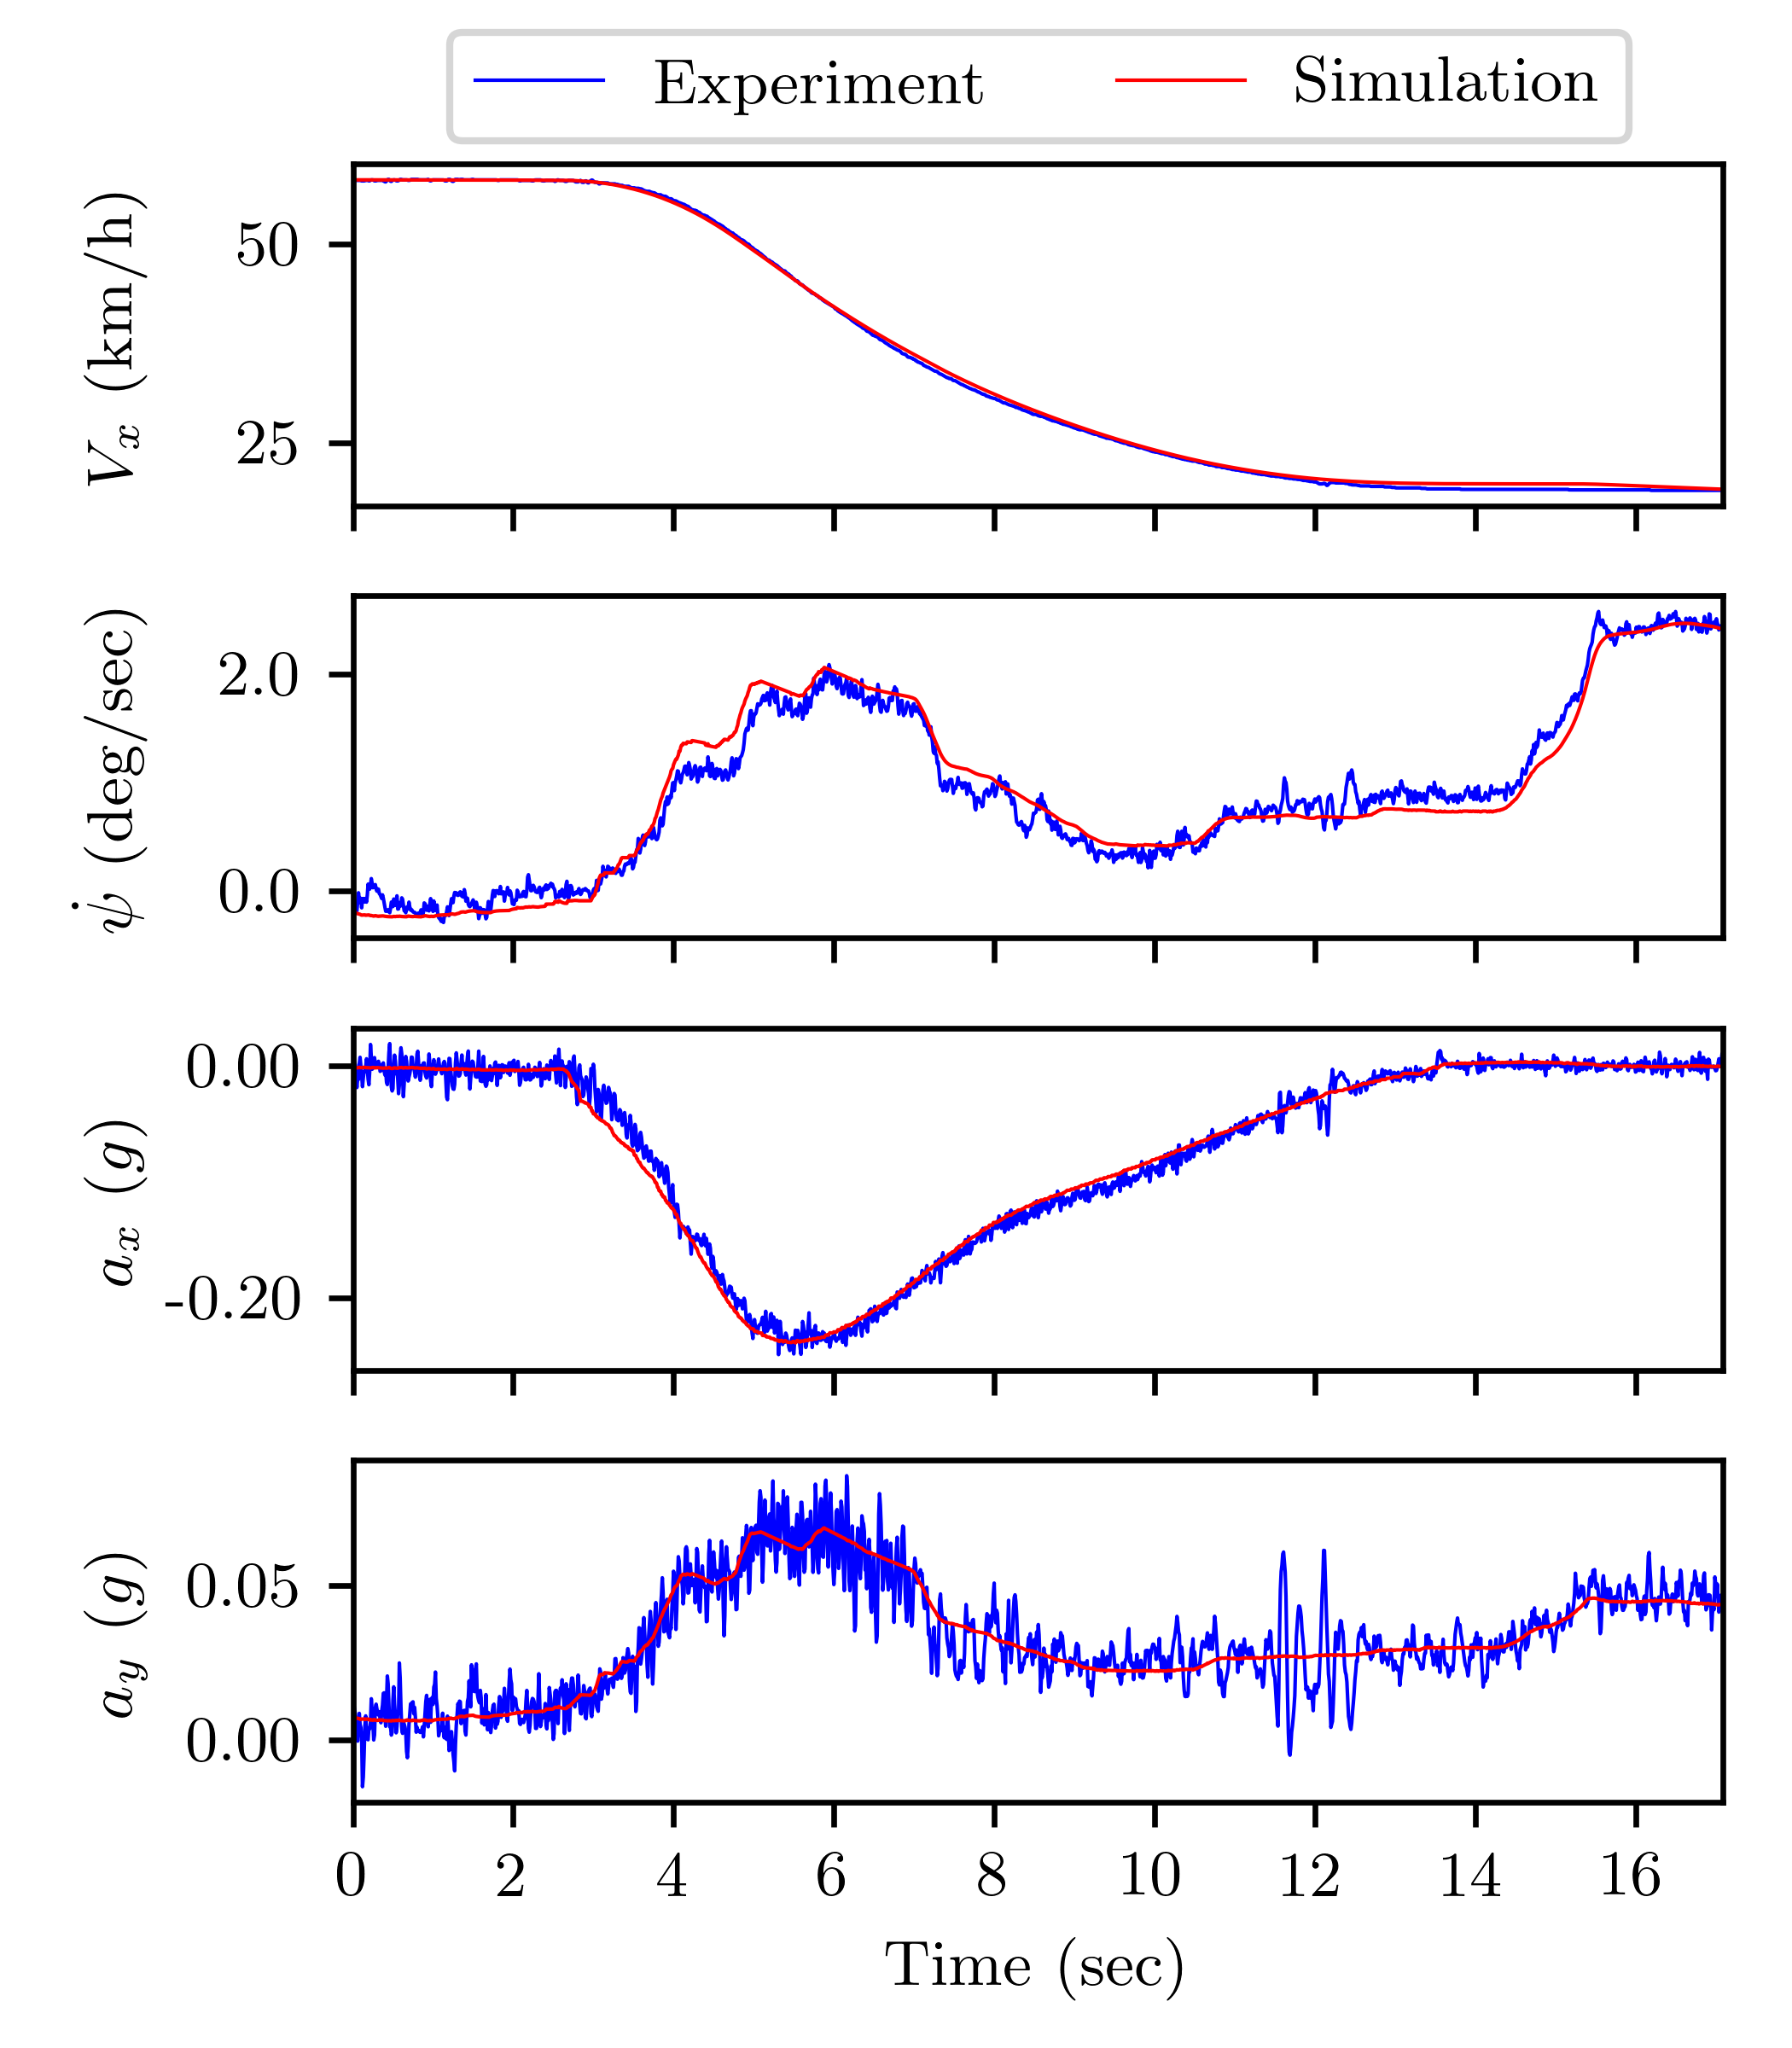 Experiment Simulation
V_x (km/h)
50
25
ψ̇ (deg/sec)
2.0
0.0
a_x (g)
0.00
-0.20
a_y (g)
0.05
0.00
0 2 4 6 8 10 12 14 16
Time (sec)